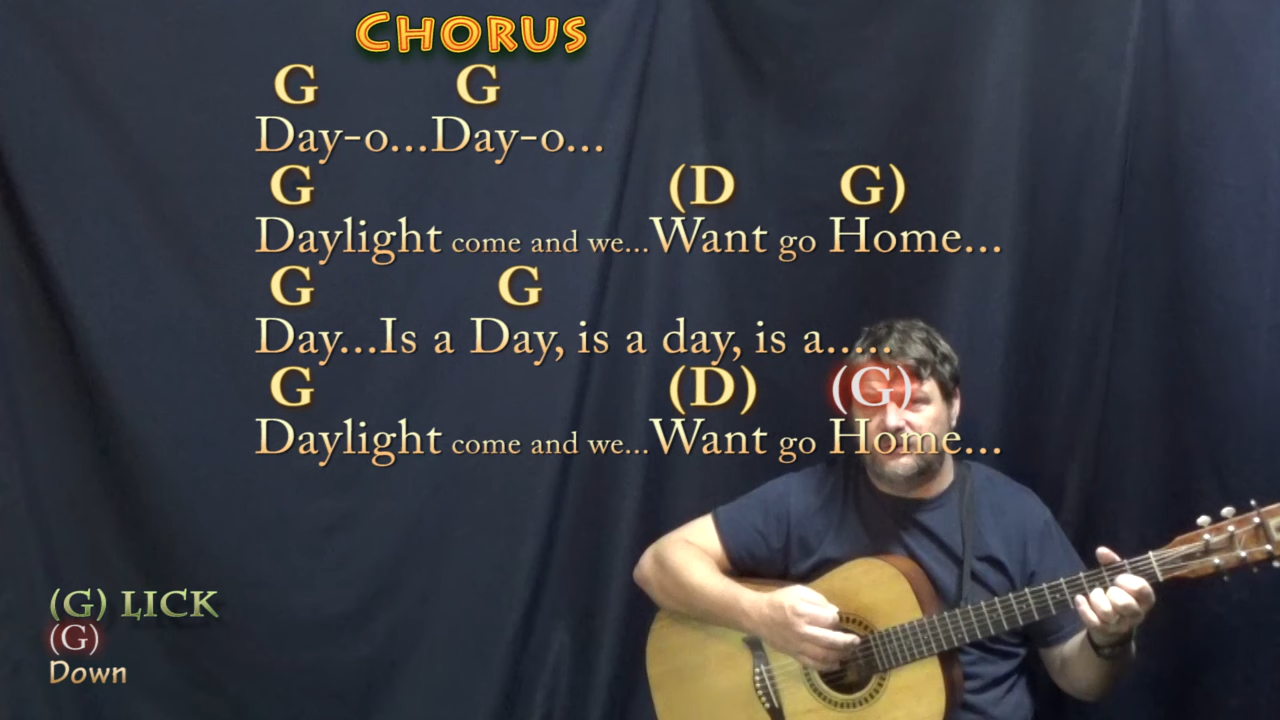 CHORUS
G G
Day-o...Day-o...
G (D G)
Daylight come and we...Want go Home...
G G
Day...Is a Day, is a day, is a.....
G (D) (G)
Daylight come and we...Want go Home...
(G) LICK
(G)
Down